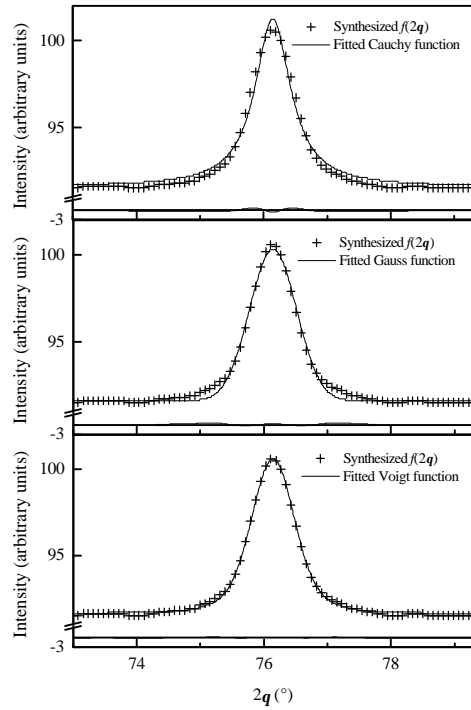 Synthesized f(2q)
Fitted Cauchy function
100
95
-3
Intensity (arbitrary units)
Synthesized f(2q)
Fitted Gauss function
100
95
-3
Intensity (arbitrary units)
Synthesized f(2q)
Fitted Voigt function
100
95
-3
Intensity (arbitrary units)
74 76 78
2q (°)